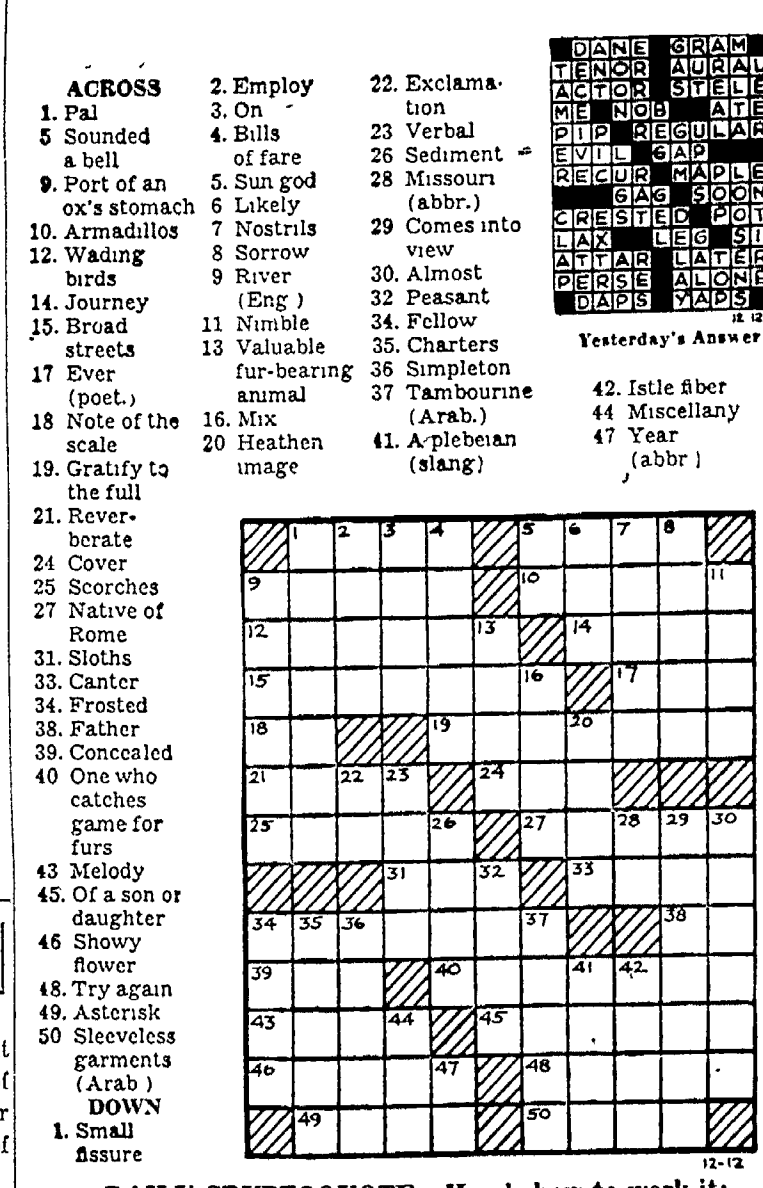 ACROSS
1. Pal
5 Sounded
a bell
9. Port of an
ox's stomach
10. Armadillos
12. Wading
birds
14. Journey
15. Broad
streets
17 Ever
(poet.)
18 Note of the
scale
19. Gratify to
the full
21. Rever-
berate
24 Cover
25 Scorches
27 Native of
Rome
31. Sloths
33. Canter
34. Frosted
38. Father
39. Concealed
40 One who
catches
game for
furs
43 Melody
45. Of a son or
daughter
46 Showy
flower
48. Try again
49. Asterisk
50 Sleeveless
garments
(Arab )
DOWN
1. Small
fissure
2. Employ
3. On
4. Bills
of fare
5. Sun god
6 Likely
7 Nostrils
8 Sorrow
9 River
(Eng )
11 Nimble
13 Valuable
fur-bearing
animal
16. Mix
20 Heathen
image
22. Exclama-
tion
23 Verbal
26 Sediment
28 Missouri
(abbr.)
29 Comes into
view
30. Almost
32 Peasant
34. Fellow
35. Charters
36 Simpleton
37 Tambourine
(Arab.)
41. A plebeian
(slang)
DANE GRAM
TENOR AURAL
ACTOR STELE
ME NOB ATE
PIP REGULAR
EVIL GAP
RECUR MAPLE
GAG SOON
CRESTED POT
LAX LEG SI
ATTAR LATER
PERSE ALONE
DAPS YAPS
12 12
Yesterday's Answer
42. Istle fiber
44 Miscellany
47 Year
(abbr )
1 2 3 4 5 6 7 8
9 10 11
12 13 14
15 16 17
18 19 20
21 22 23 24
25 26 27 28 29 30
31 32 33
34 35 36 37 38
39 40 41 42
43 44 45
46 47 48
49 50
12-12